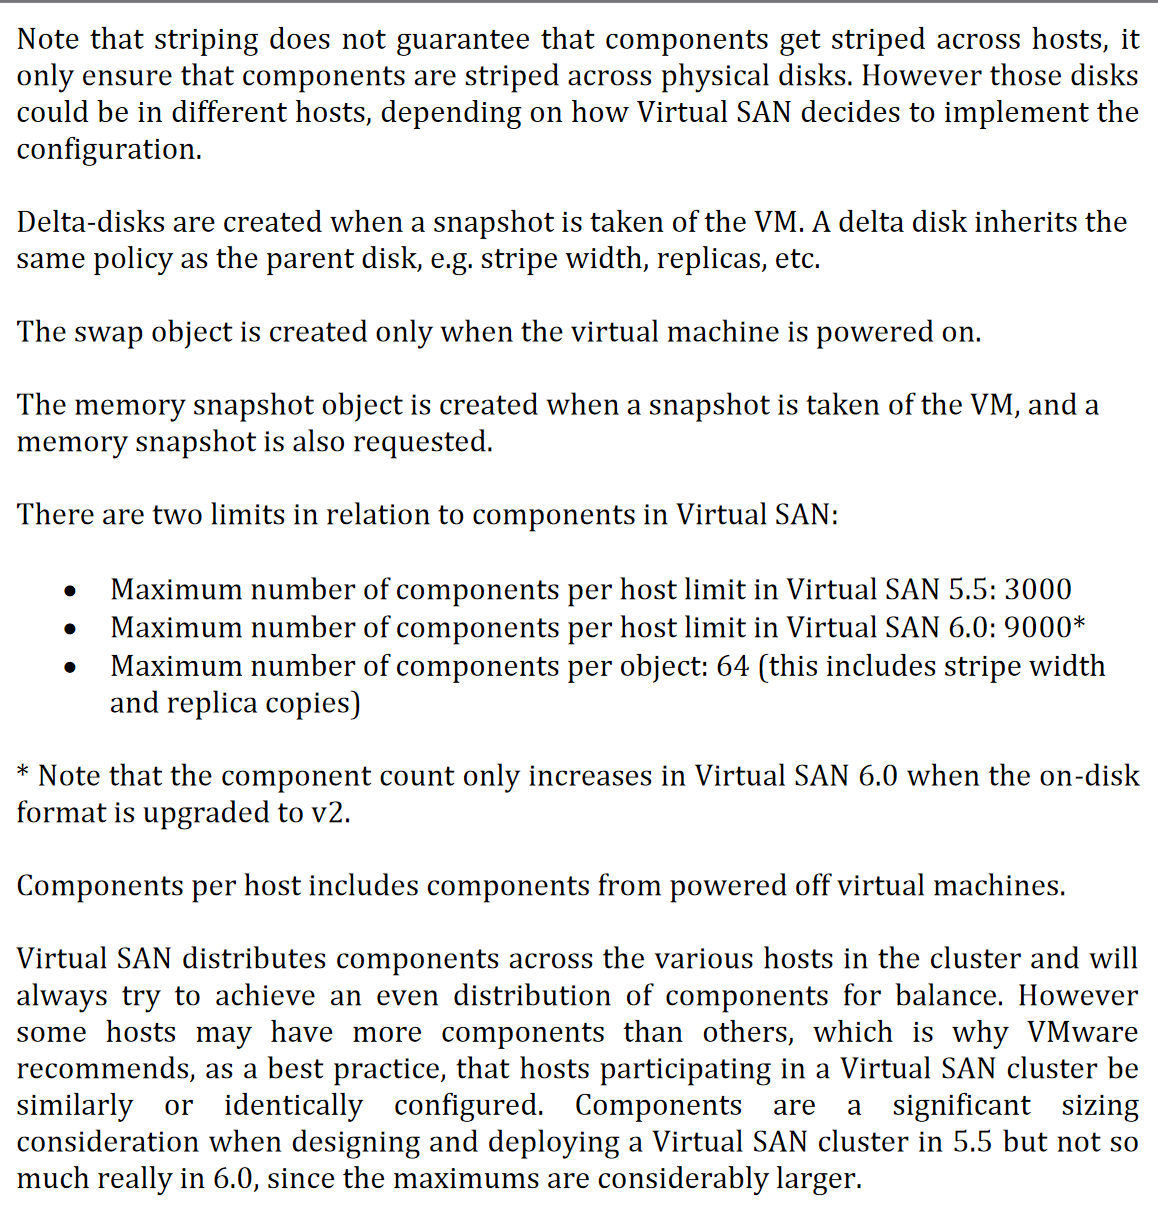 Note that striping does not guarantee that components get striped across hosts, it
only ensure that components are striped across physical disks. However those disks
could be in different hosts, depending on how Virtual SAN decides to implement the
configuration.
Delta-disks are created when a snapshot is taken of the VM. A delta disk inherits the
same policy as the parent disk, e.g. stripe width, replicas, etc.
The swap object is created only when the virtual machine is powered on.
The memory snapshot object is created when a snapshot is taken of the VM, and a
memory snapshot is also requested.
There are two limits in relation to components in Virtual SAN:
• Maximum number of components per host limit in Virtual SAN 5.5: 3000
• Maximum number of components per host limit in Virtual SAN 6.0: 9000*
• Maximum number of components per object: 64 (this includes stripe width
and replica copies)
* Note that the component count only increases in Virtual SAN 6.0 when the on-disk
format is upgraded to v2.
Components per host includes components from powered off virtual machines.
Virtual SAN distributes components across the various hosts in the cluster and will
always try to achieve an even distribution of components for balance. However
some hosts may have more components than others, which is why VMware
recommends, as a best practice, that hosts participating in a Virtual SAN cluster be
similarly or identically configured. Components are a significant sizing
consideration when designing and deploying a Virtual SAN cluster in 5.5 but not so
much really in 6.0, since the maximums are considerably larger.